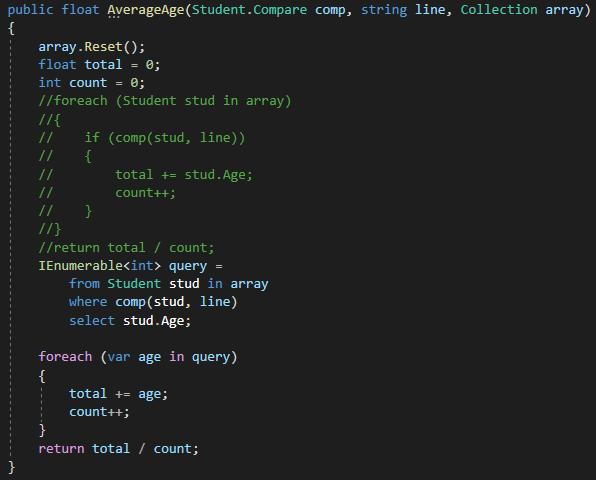 public float AverageAge(Student.Compare comp, string line, Collection array)
{
    array.Reset();
    float total = 0;
    int count = 0;
    //foreach (Student stud in array)
    //{
    //    if (comp(stud, line))
    //    {
    //        total += stud.Age;
    //        count++;
    //    }
    //}
    //return total / count;
    IEnumerable<int> query =
        from Student stud in array
        where comp(stud, line)
        select stud.Age;

    foreach (var age in query)
    {
        total += age;
        count++;
    }
    return total / count;
}